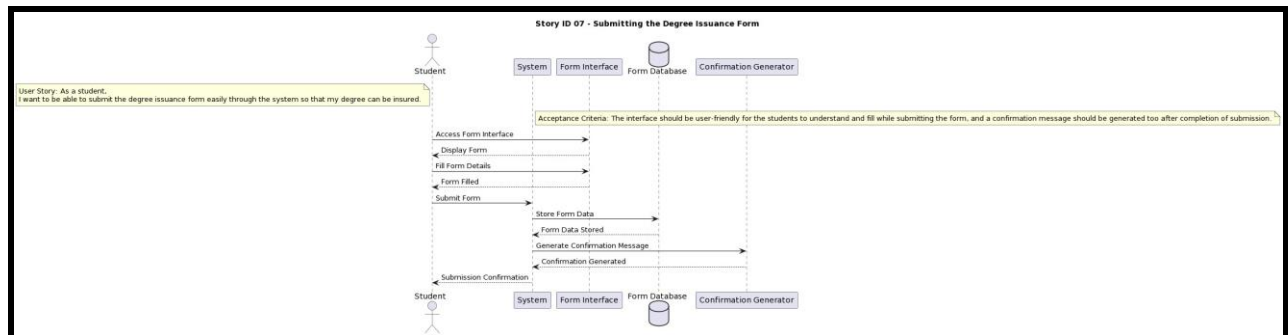 Story ID 07 - Submitting the Degree Issuance Form
Student
System
Form Interface
Form Database
Confirmation Generator
User Story: As a student,
I want to be able to submit the degree issuance form easily through the system so that my degree can be insured.
Acceptance Criteria: The interface should be user-friendly for the students to understand and fill while submitting the form, and a confirmation message should be generated too after completion of submission.
Access Form Interface
Display Form
Fill Form Details
Form Filled
Submit Form
Store Form Data
Form Data Stored
Generate Confirmation Message
Confirmation Generated
Submission Confirmation
Student
System
Form Interface
Form Database
Confirmation Generator